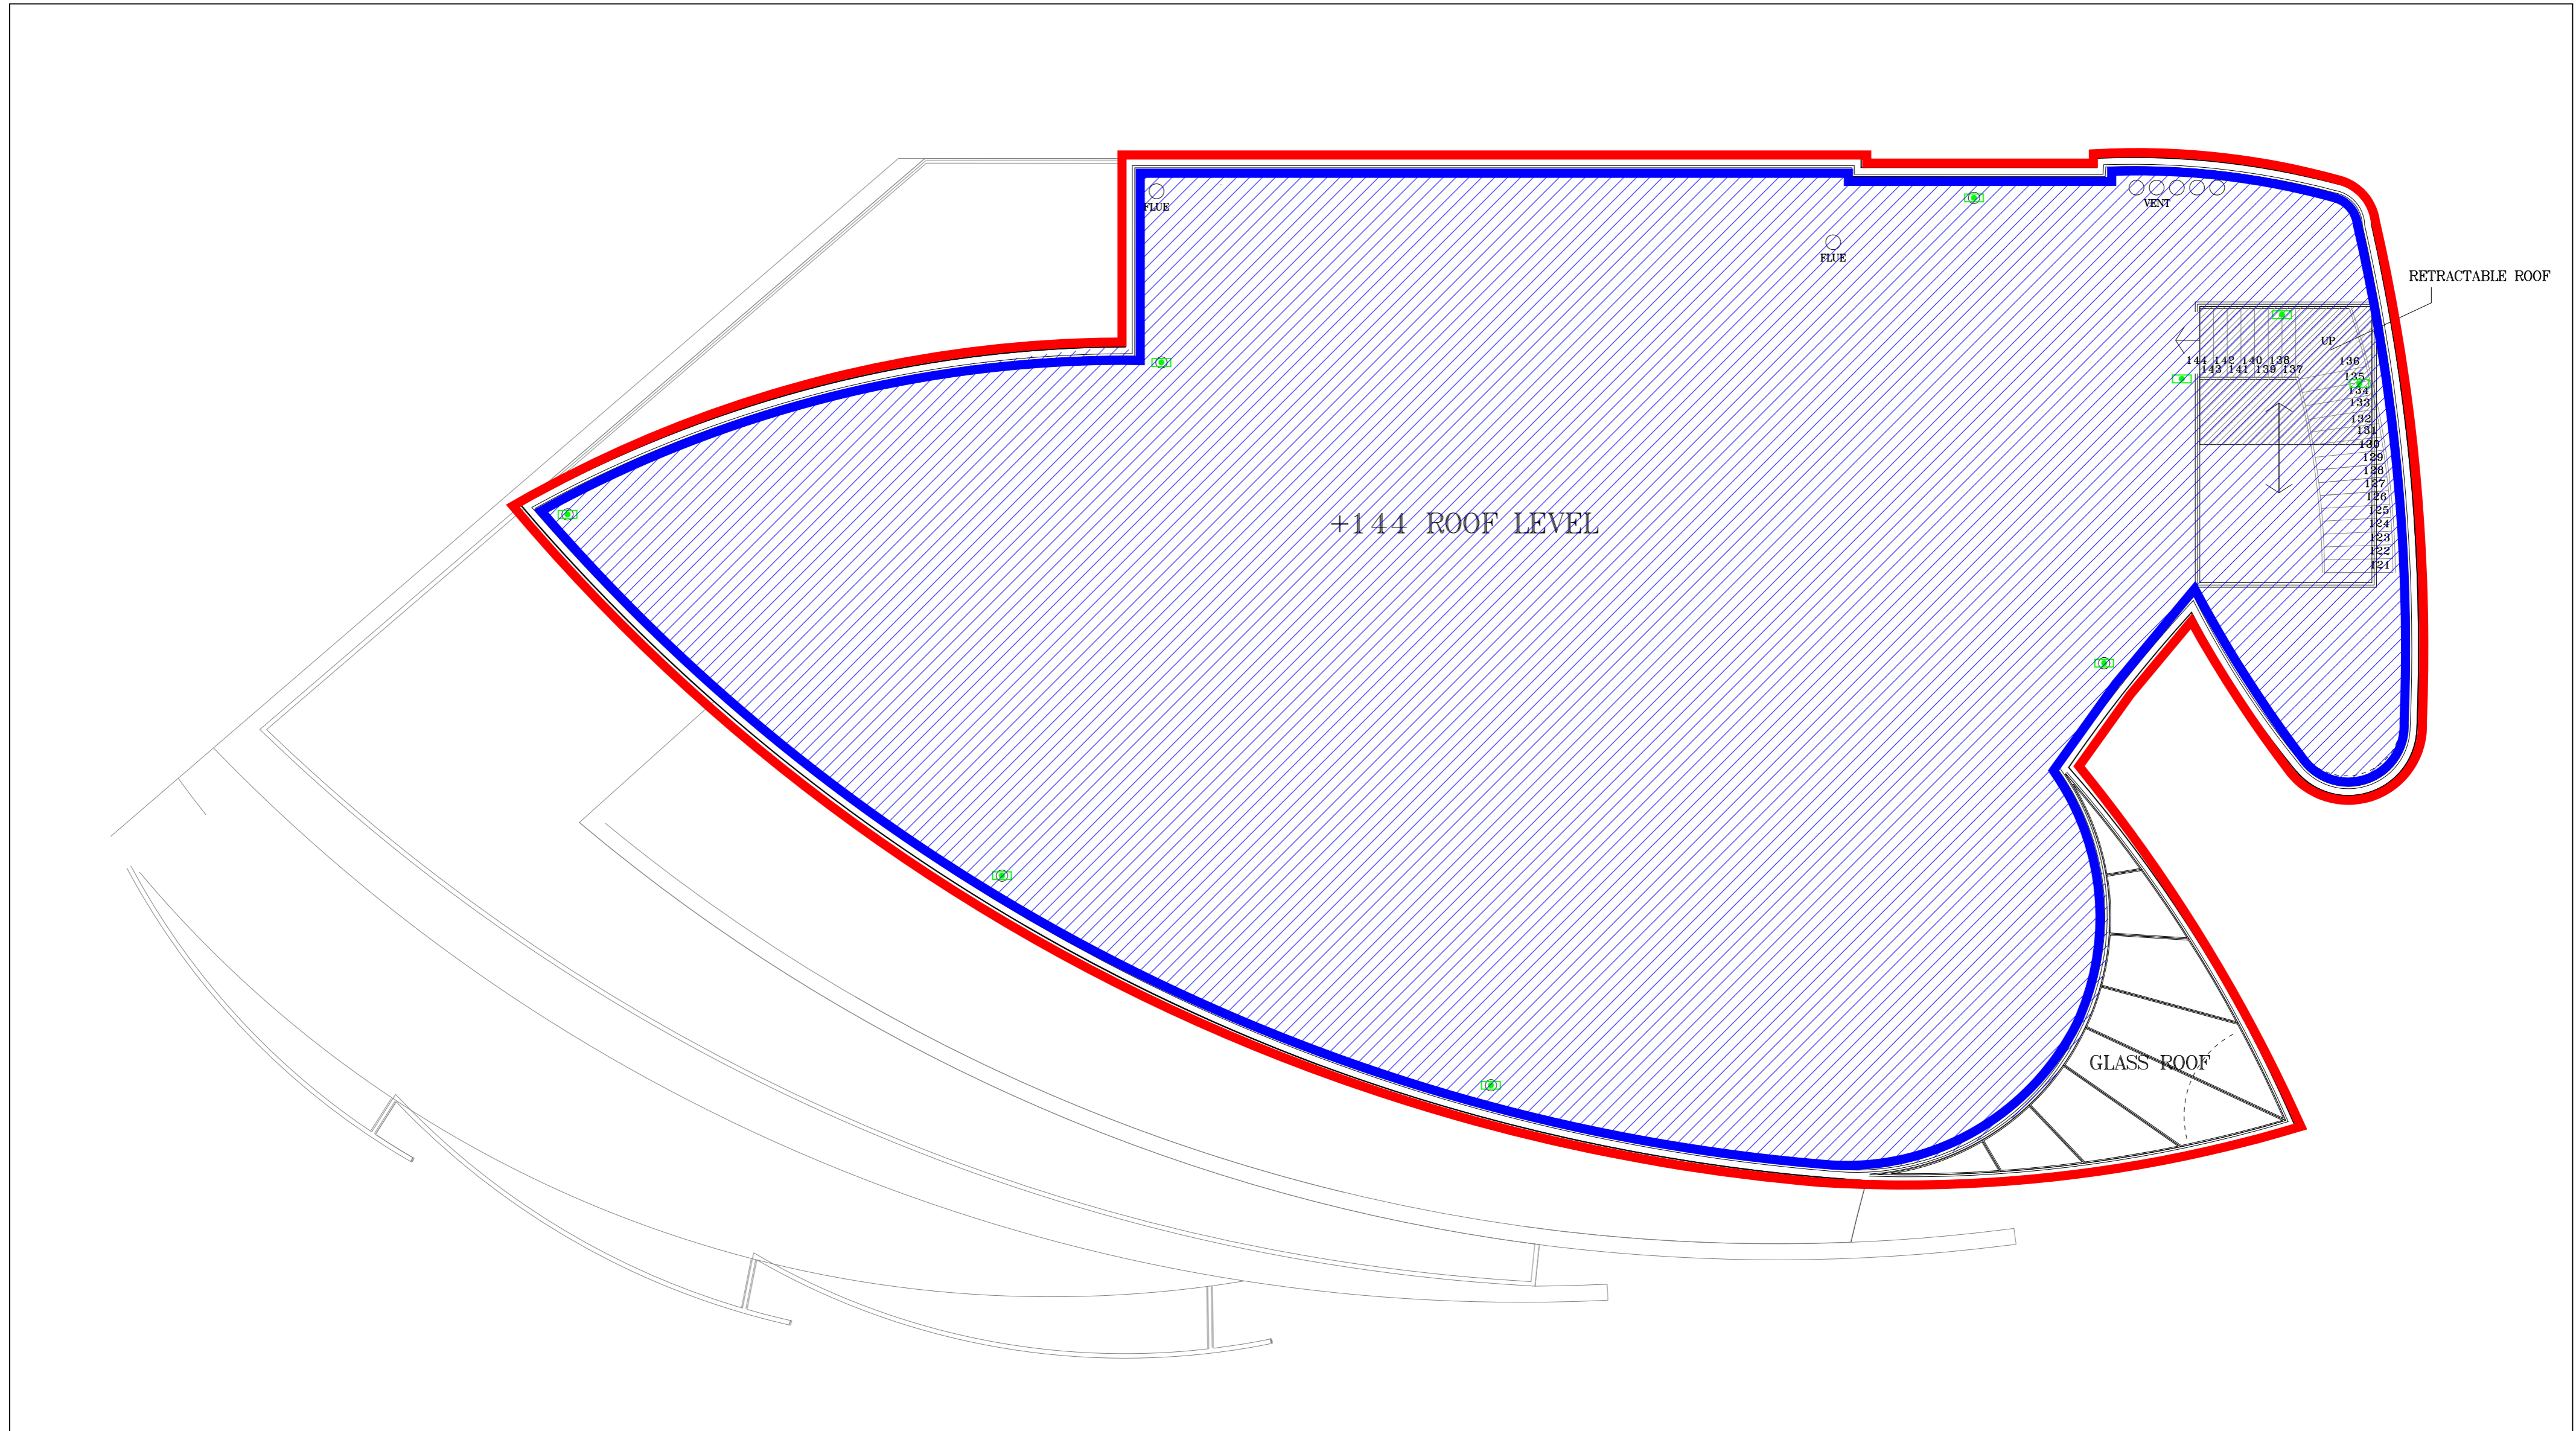 FLUE
VENT
FLUE
RETRACTABLE ROOF
UP
144 142 140 138
143 141 139 137
136
135
134
133
132
131
130
129
128
127
126
125
124
123
122
121
+144 ROOF LEVEL
GLASS ROOF